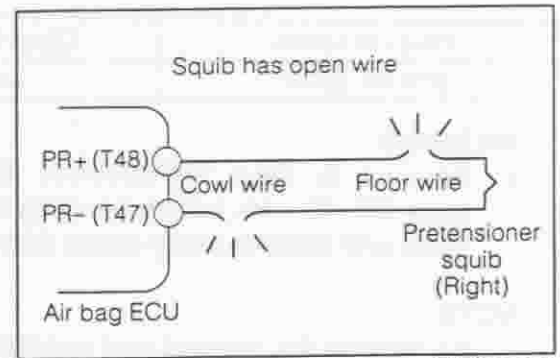 Squib has open wire
PR+ (T48)
Cowl wire
Floor wire
PR– (T47)
Pretensioner
squib
(Right)
Air bag ECU